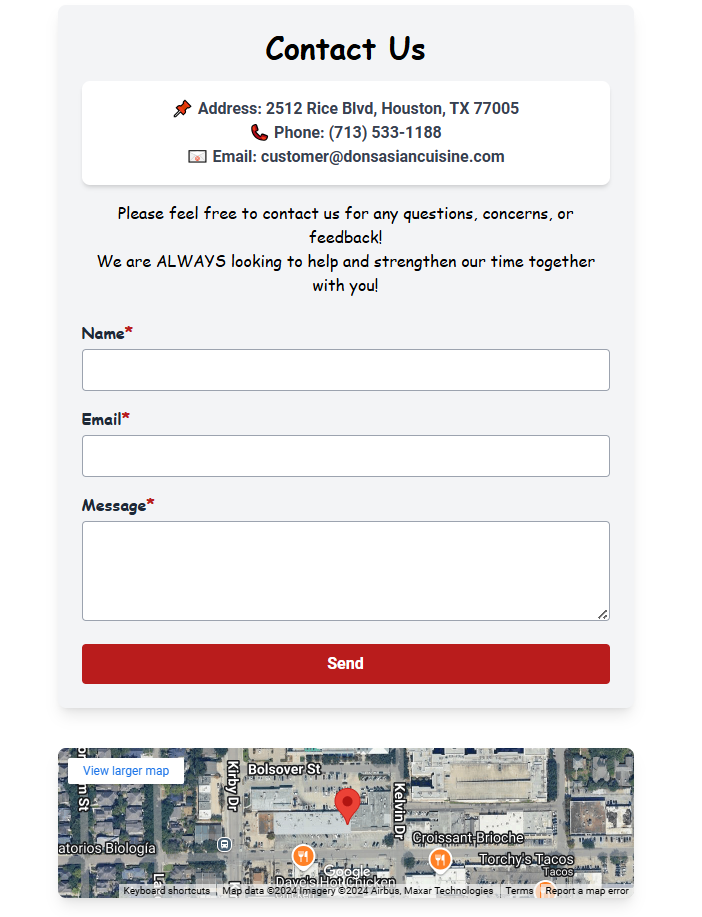 Contact Us
Address: 2512 Rice Blvd, Houston, TX 77005
Phone: (713) 533-1188
Email: customer@donsasiancuisine.com
Please feel free to contact us for any questions, concerns, or
feedback!
We are ALWAYS looking to help and strengthen our time together
with you!
Name*
Email*
Message*
Send
View larger map
Bolsover St
Kirby Dr
Kelvin Dr
m St
atorios Biología
Croissant-Brioche
Torchy's Tacos
Tacos
Dave's Hot Chicken
Google
Keyboard shortcuts
Map data ©2024 Imagery ©2024 Airbus, Maxar Technologies
Terms
Report a map error